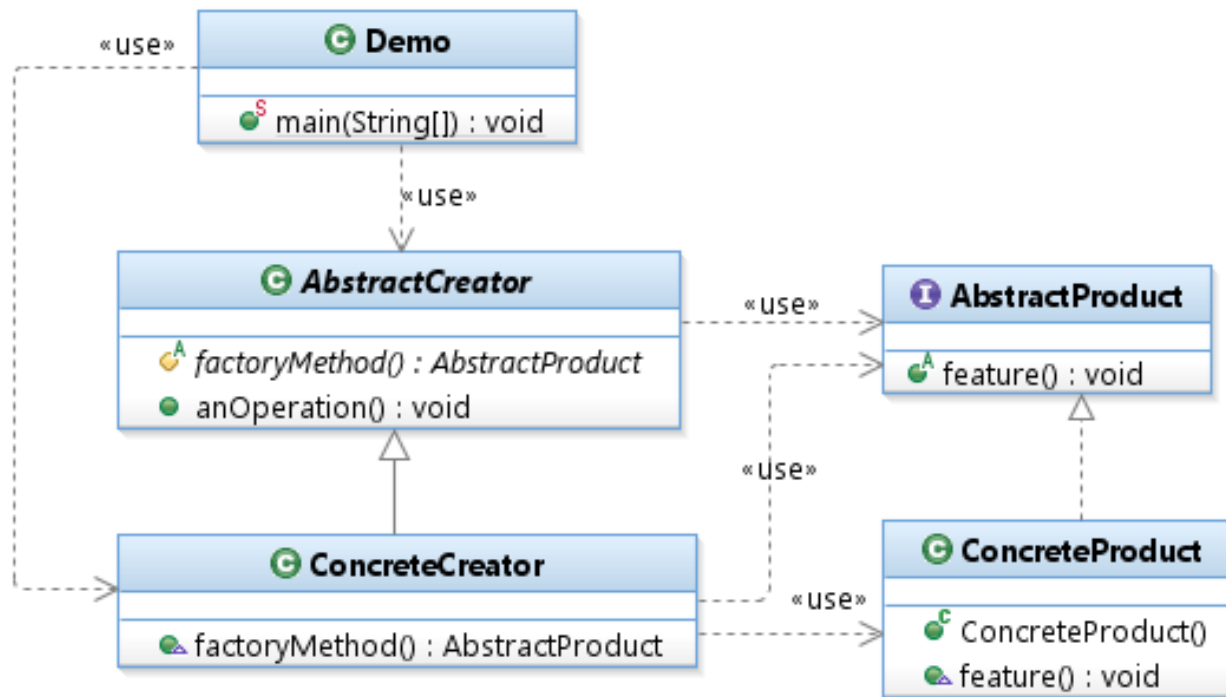 «use»
C Demo
S main(String[]) : void
«use»
C AbstractCreator
A factoryMethod() : AbstractProduct
anOperation() : void
«use»
I AbstractProduct
A feature() : void
«use»
C ConcreteCreator
factoryMethod() : AbstractProduct
«use»
C ConcreteProduct
C ConcreteProduct()
feature() : void